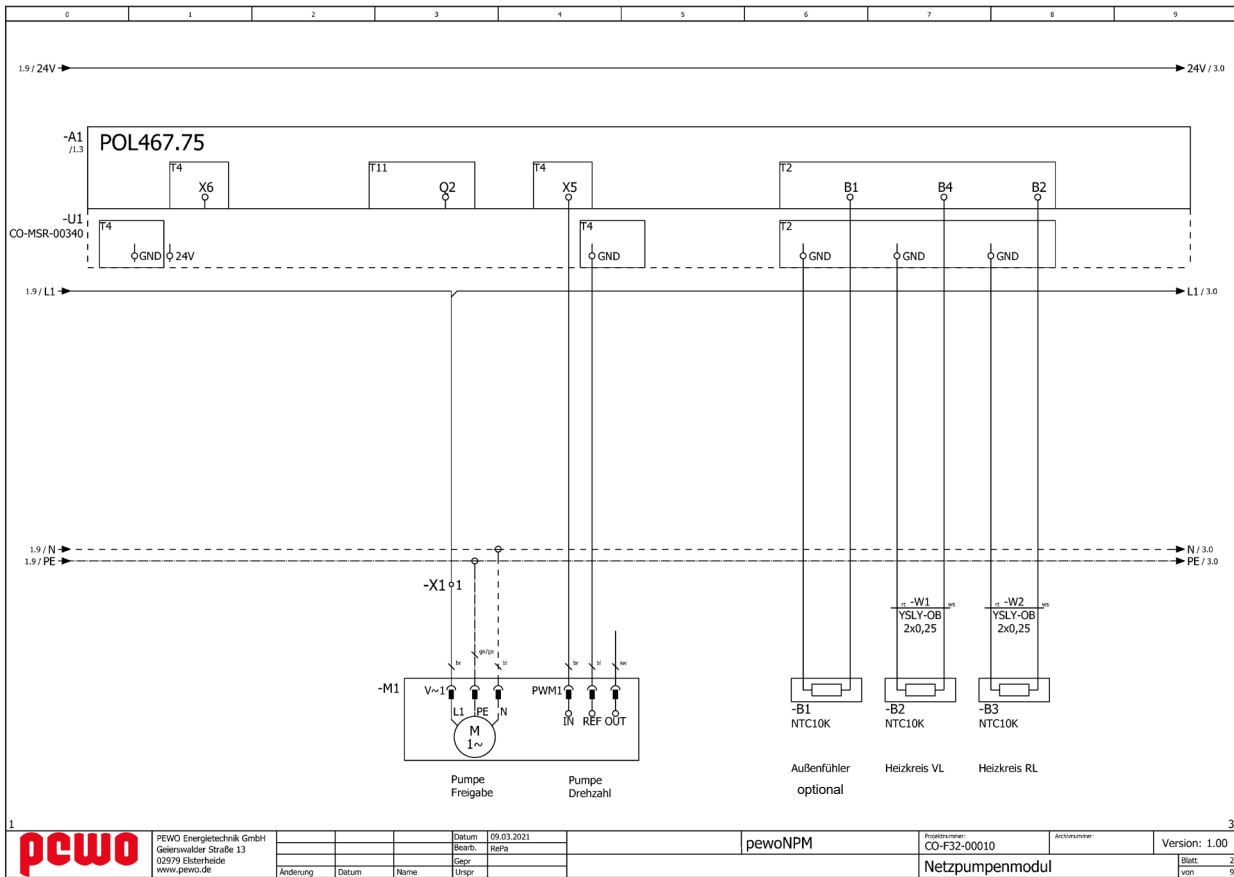 0 1 2 3 4 5 6 7 8 9
1.9 / 24V
24V / 3.0
-A1
/1.3
POL467.75
T4
X6
T11
Q2
T4
X5
T2
B1
B4
B2
-U1
CO-MSR-00340
T4
GND
24V
T4
GND
T2
GND
GND
GND
1.9 / L1
L1 / 3.0
1.9 / N
N / 3.0
1.9 / PE
PE / 3.0
-X1
1
br
gn/ge
bl
br
bl
sw
rt -W1 ws
YSLY-OB
2x0,25
rt -W2 ws
YSLY-OB
2x0,25
-M1
V~1
PWM1
L1 PE N
IN REF OUT
M
1~
-B1
NTC10K
-B2
NTC10K
-B3
NTC10K
Pumpe
Freigabe
Pumpe
Drehzahl
Außenfühler
optional
Heizkreis VL
Heizkreis RL
1
3
pewo
PEWO Energietechnik GmbH
Geierswalder Straße 13
02979 Elsterheide
www.pewo.de
Änderung
Datum
Name
Datum 09.03.2021
Bearb. RePa
Gepr
Urspr
pewoNPM
Projektnummer:
CO-F32-00010
Archivnummer:
Version: 1.00
Netzpumpenmodul
Blatt 2
von 9